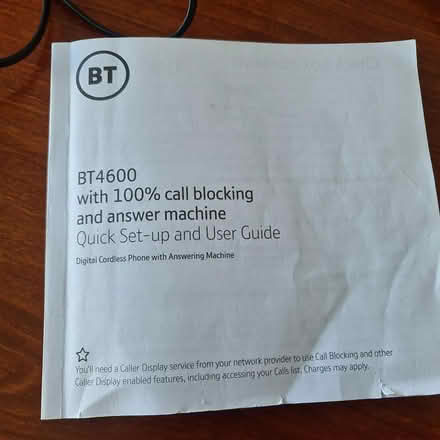 BT
BT4600
with 100% call blocking
and answer machine
Quick Set-up and User Guide
Digital Cordless Phone with Answering Machine
You'll need a Caller Display service from your network provider to use Call Blocking and other
Caller Display enabled features, including accessing your Calls list. Charges may apply.